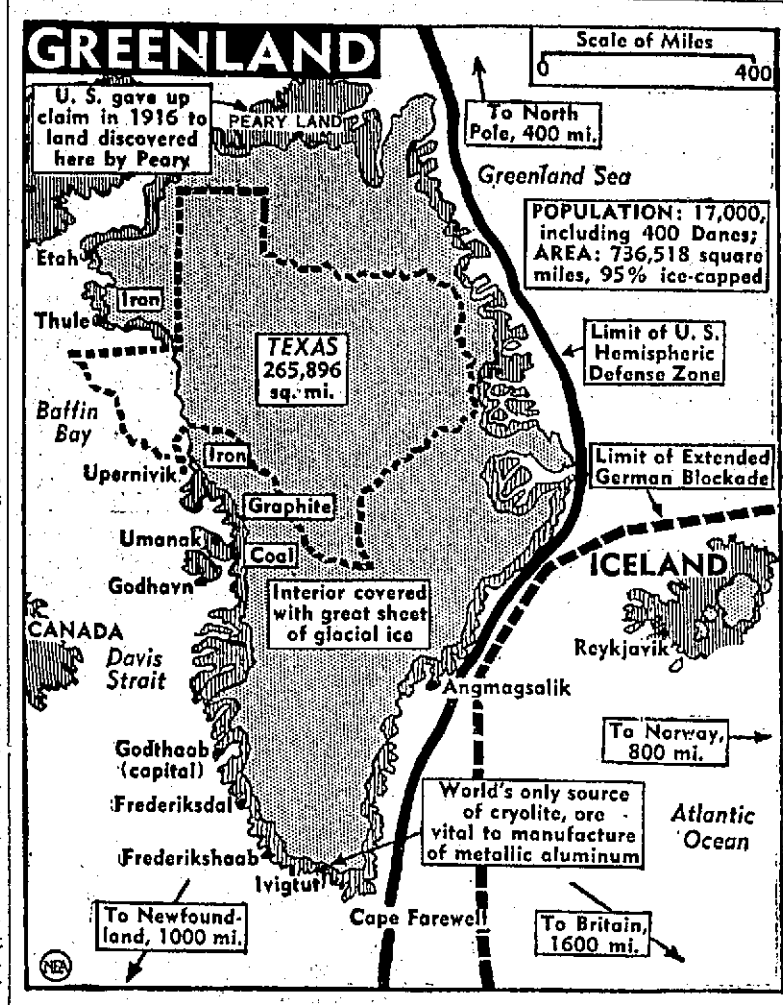 GREENLAND
Scale of Miles
0 400
U. S. gave up
claim in 1916 to
land discovered
here by Peary
PEARY LAND
To North
Pole, 400 mi.
Greenland Sea
POPULATION: 17,000,
including 400 Danes;
AREA: 736,518 square
miles, 95% ice-capped
Etah
Iron
Thule
TEXAS
265,896
sq. mi.
Limit of U. S.
Hemispheric
Defense Zone
Baffin
Bay
Upernivik
Iron
Limit of Extended
German Blockade
Graphite
Umanak
Coal
Godhavn
ICELAND
Interior covered
with great sheet
of glacial ice
CANADA
Davis
Strait
Reykjavik
Angmagsalik
Godthaab
(capital)
To Norway,
800 mi.
Frederiksdal
World's only source
of cryolite, ore
vital to manufacture
of metallic aluminum
Atlantic
Ocean
Frederikshaab
Ivigtut
Cape Farewell
To Newfound-
land, 1000 mi.
To Britain,
1600 mi.
NEA